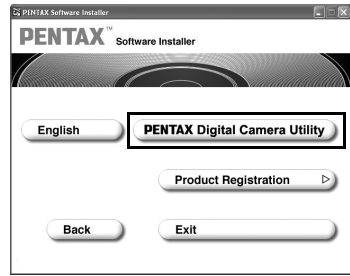 PENTAX Software Installer
PENTAX™ Software Installer
English
PENTAX Digital Camera Utility
Product Registration
Back
Exit